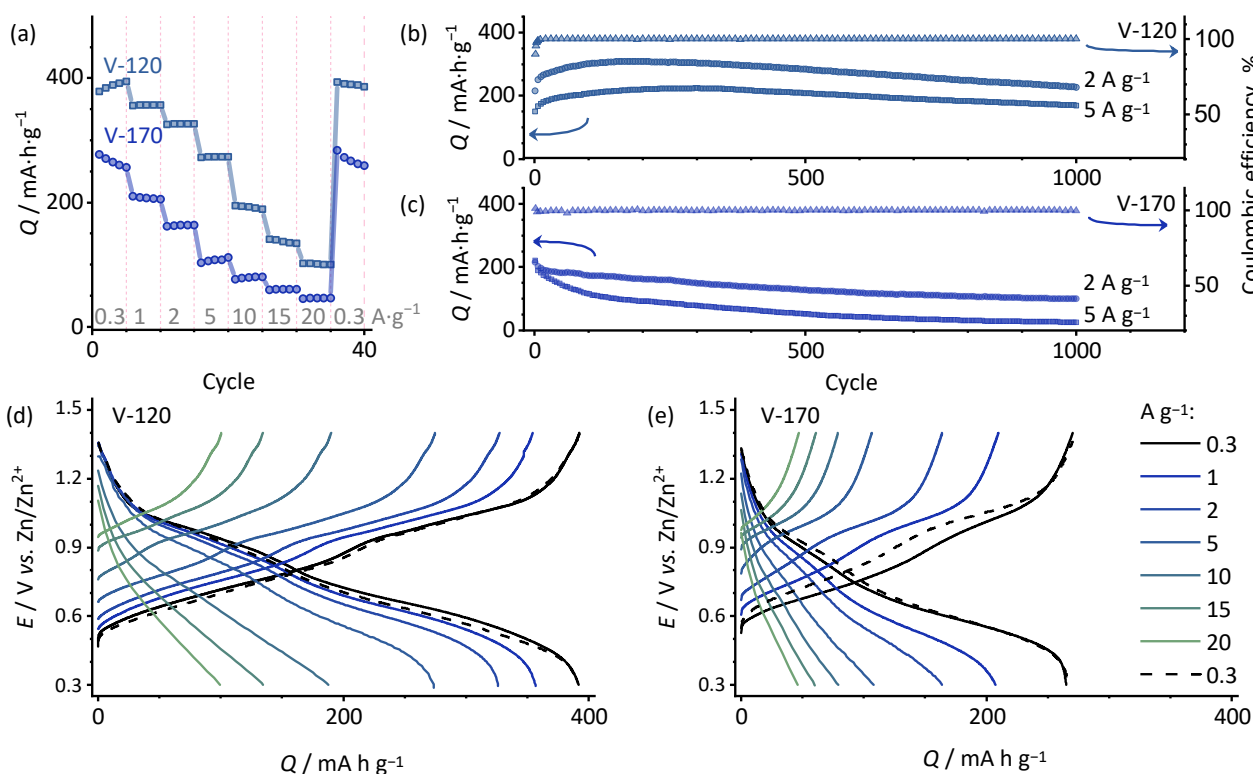 (a)
Q / mA·h·g⁻¹
400
200
0
V-120
V-170
0.3 1 2 5 10 15 20 0.3 A·g⁻¹
0 40
Cycle
(b)
Q / mA·h·g⁻¹
400
200
0
V-120
2 A g⁻¹
5 A g⁻¹
100
50
0 500 1000
Coulombic efficiency, %
(c)
Q / mA·h·g⁻¹
400
200
0
V-170
2 A g⁻¹
5 A g⁻¹
100
50
0 500 1000
Cycle
(d)
V-120
E / V vs. Zn/Zn²⁺
1.5
1.2
0.9
0.6
0.3
0 200 400
Q / mA h g⁻¹
(e)
V-170
E / V vs. Zn/Zn²⁺
1.5
1.2
0.9
0.6
0.3
0 100 200 300 400
Q / mA h g⁻¹
A g⁻¹:
0.3
1
2
5
10
15
20
0.3